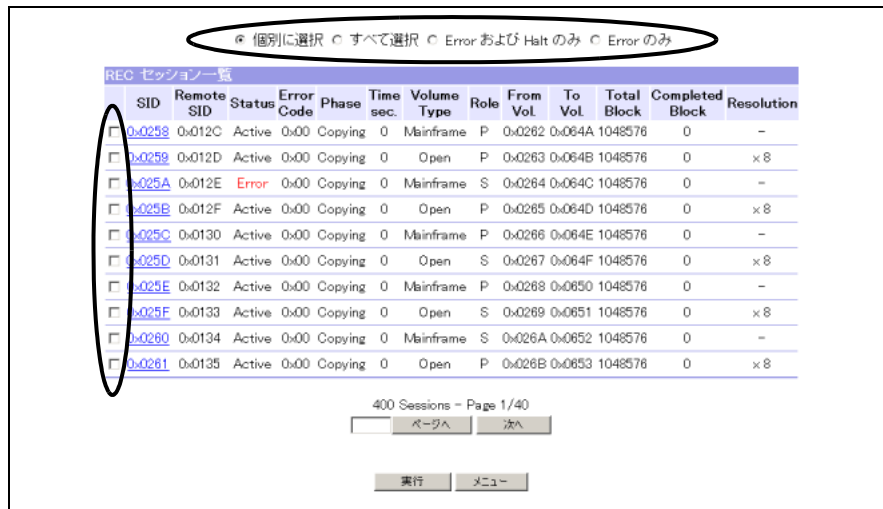 個別に選択 すべて選択 Error および Halt のみ Error のみ
REC セッション一覧
SID Remote SID Status Error Code Phase Time sec. Volume Type Role From Vol. To Vol. Total Block Completed Block Resolution
0x0258 0x012C Active 0x00 Copying 0 Mainframe P 0x0262 0x064A 1048576 0 -
0x0259 0x012D Active 0x00 Copying 0 Open P 0x0263 0x064B 1048576 0 ×8
0x025A 0x012E Error 0x00 Copying 0 Mainframe S 0x0264 0x064C 1048576 0 -
0x025B 0x012F Active 0x00 Copying 0 Open P 0x0265 0x064D 1048576 0 ×8
0x025C 0x0130 Active 0x00 Copying 0 Mainframe P 0x0266 0x064E 1048576 0 -
0x025D 0x0131 Active 0x00 Copying 0 Open S 0x0267 0x064F 1048576 0 ×8
0x025E 0x0132 Active 0x00 Copying 0 Mainframe P 0x0268 0x0650 1048576 0 -
0x025F 0x0133 Active 0x00 Copying 0 Open S 0x0269 0x0651 1048576 0 ×8
0x0260 0x0134 Active 0x00 Copying 0 Mainframe S 0x026A 0x0652 1048576 0 -
0x0261 0x0135 Active 0x00 Copying 0 Open P 0x026B 0x0653 1048576 0 ×8
400 Sessions - Page 1/40
ページへ 次へ
実行 メニュー